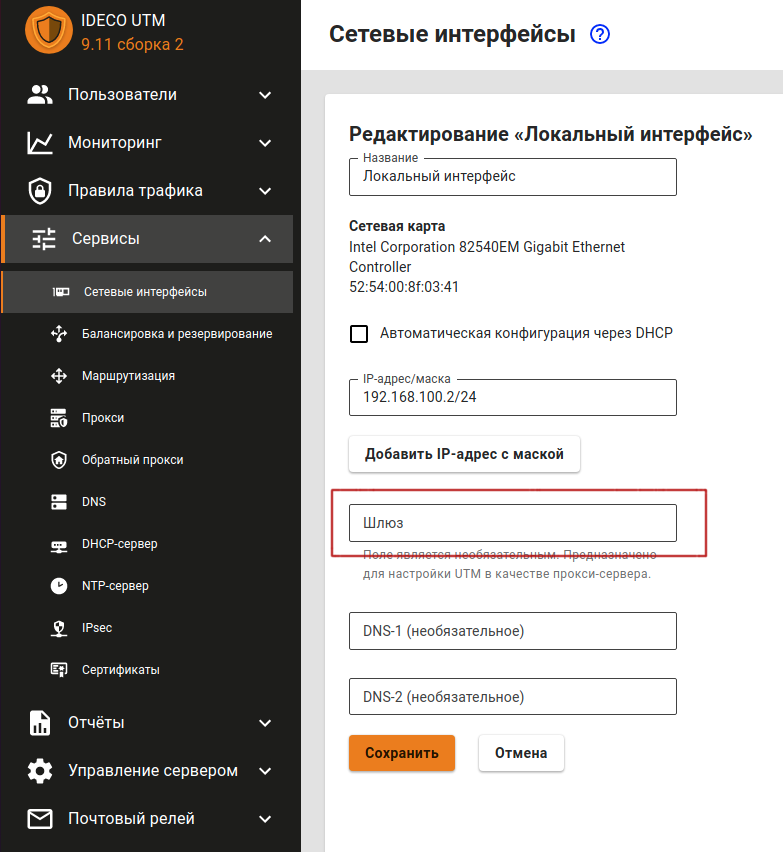 IDECO UTM
9.11 сборка 2
Пользователи
Мониторинг
Правила трафика
Сервисы
Сетевые интерфейсы
Балансировка и резервирование
Маршрутизация
Прокси
Обратный прокси
DNS
DHCP-сервер
NTP-сервер
IPsec
Сертификаты
Отчёты
Управление сервером
Почтовый релей
Сетевые интерфейсы ?
Редактирование «Локальный интерфейс»
Название
Локальный интерфейс
Сетевая карта
Intel Corporation 82540EM Gigabit Ethernet
Controller
52:54:00:8f:03:41
Автоматическая конфигурация через DHCP
IP-адрес/маска
192.168.100.2/24
Добавить IP-адрес с маской
Шлюз
Поле является необязательным. Предназначено
для настройки UTM в качестве прокси-сервера.
DNS-1 (необязательное)
DNS-2 (необязательное)
Сохранить
Отмена